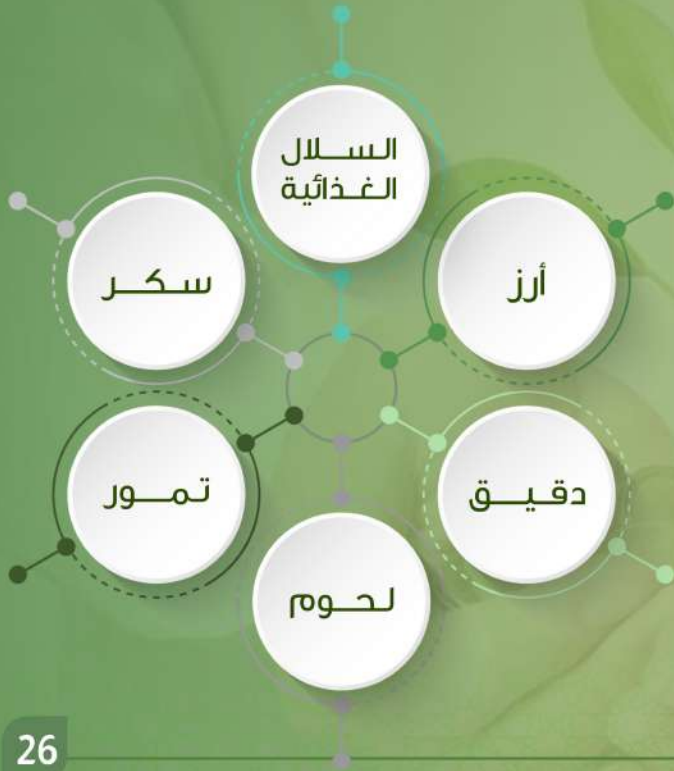 السلال
الغذائية
أرز
سكر
دقيق
تمور
لحوم
26